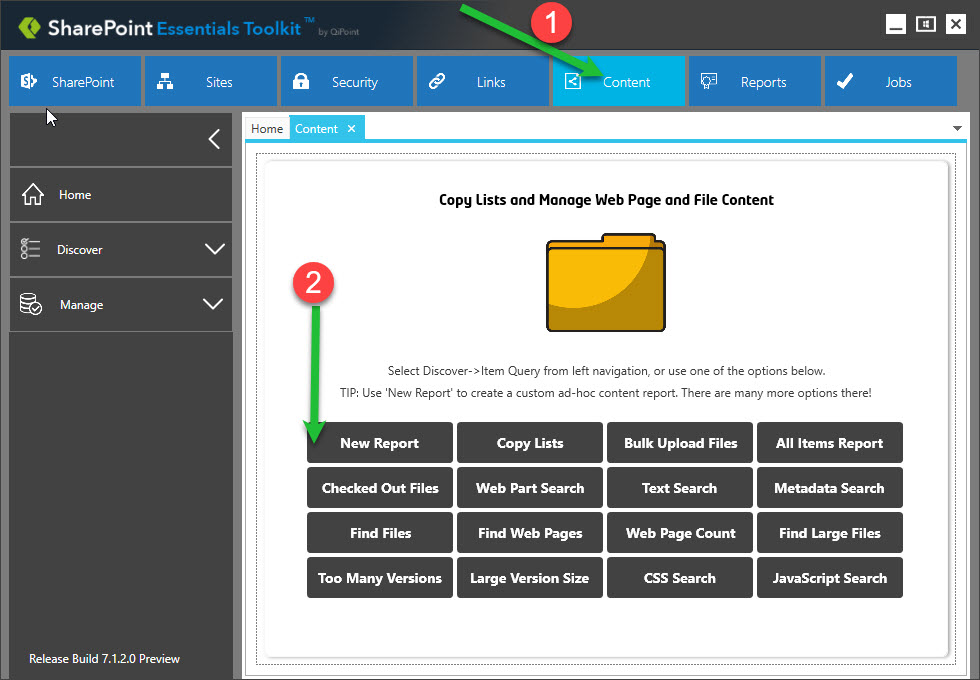 SharePoint Essentials Toolkit™ by QiPoint
1
SharePoint
Sites
Security
Links
Content
Reports
Jobs
Home
Content
Home
Discover
Manage
Copy Lists and Manage Web Page and File Content
2
Select Discover->Item Query from left navigation, or use one of the options below.
TIP: Use 'New Report' to create a custom ad-hoc content report. There are many more options there!
New Report
Copy Lists
Bulk Upload Files
All Items Report
Checked Out Files
Web Part Search
Text Search
Metadata Search
Find Files
Find Web Pages
Web Page Count
Find Large Files
Too Many Versions
Large Version Size
CSS Search
JavaScript Search
Release Build 7.1.2.0 Preview